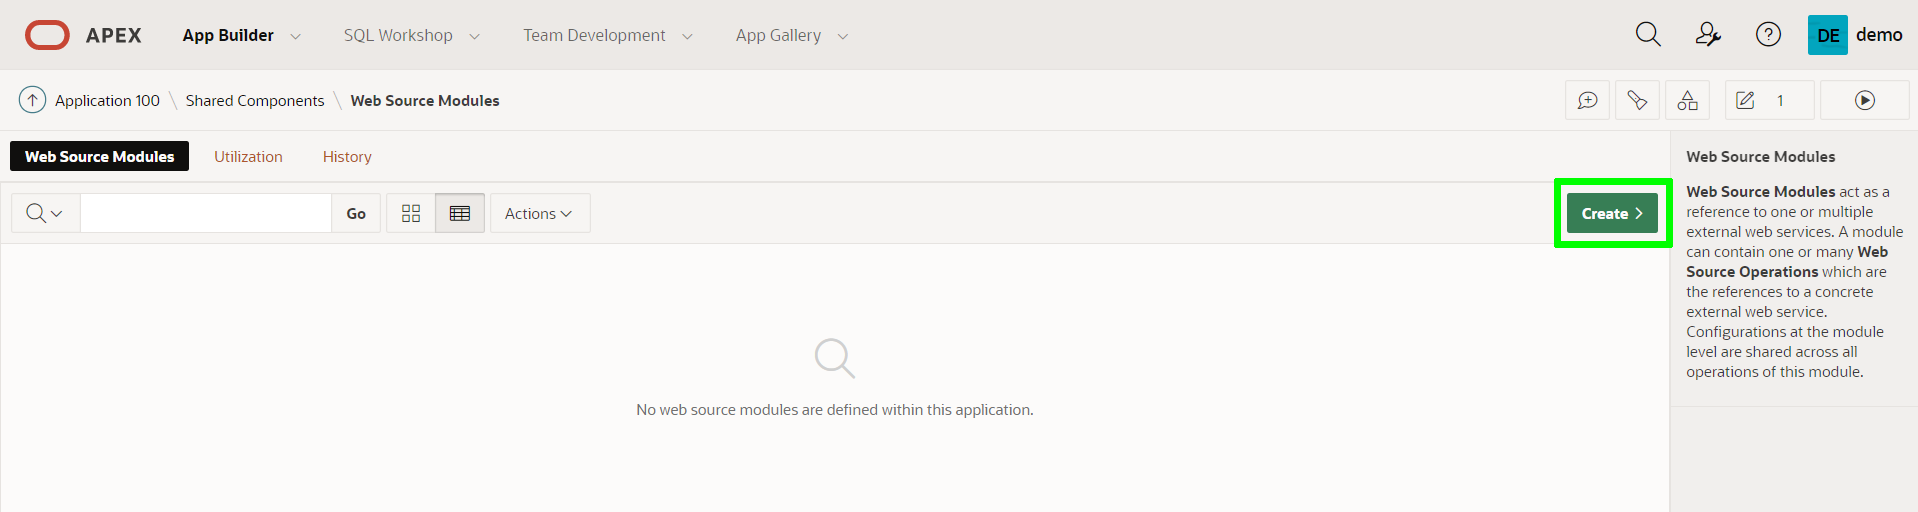 APEX App Builder SQL Workshop Team Development App Gallery DE demo
Application 100 \ Shared Components \ Web Source Modules 1
Web Source Modules Utilization History
Go Actions Create
No web source modules are defined within this application.
Web Source Modules
Web Source Modules act as a
reference to one or multiple
external web services. A module
can contain one or many Web
Source Operations which are
the references to a concrete
external web service.
Configurations at the module
level are shared across all
operations of this module.